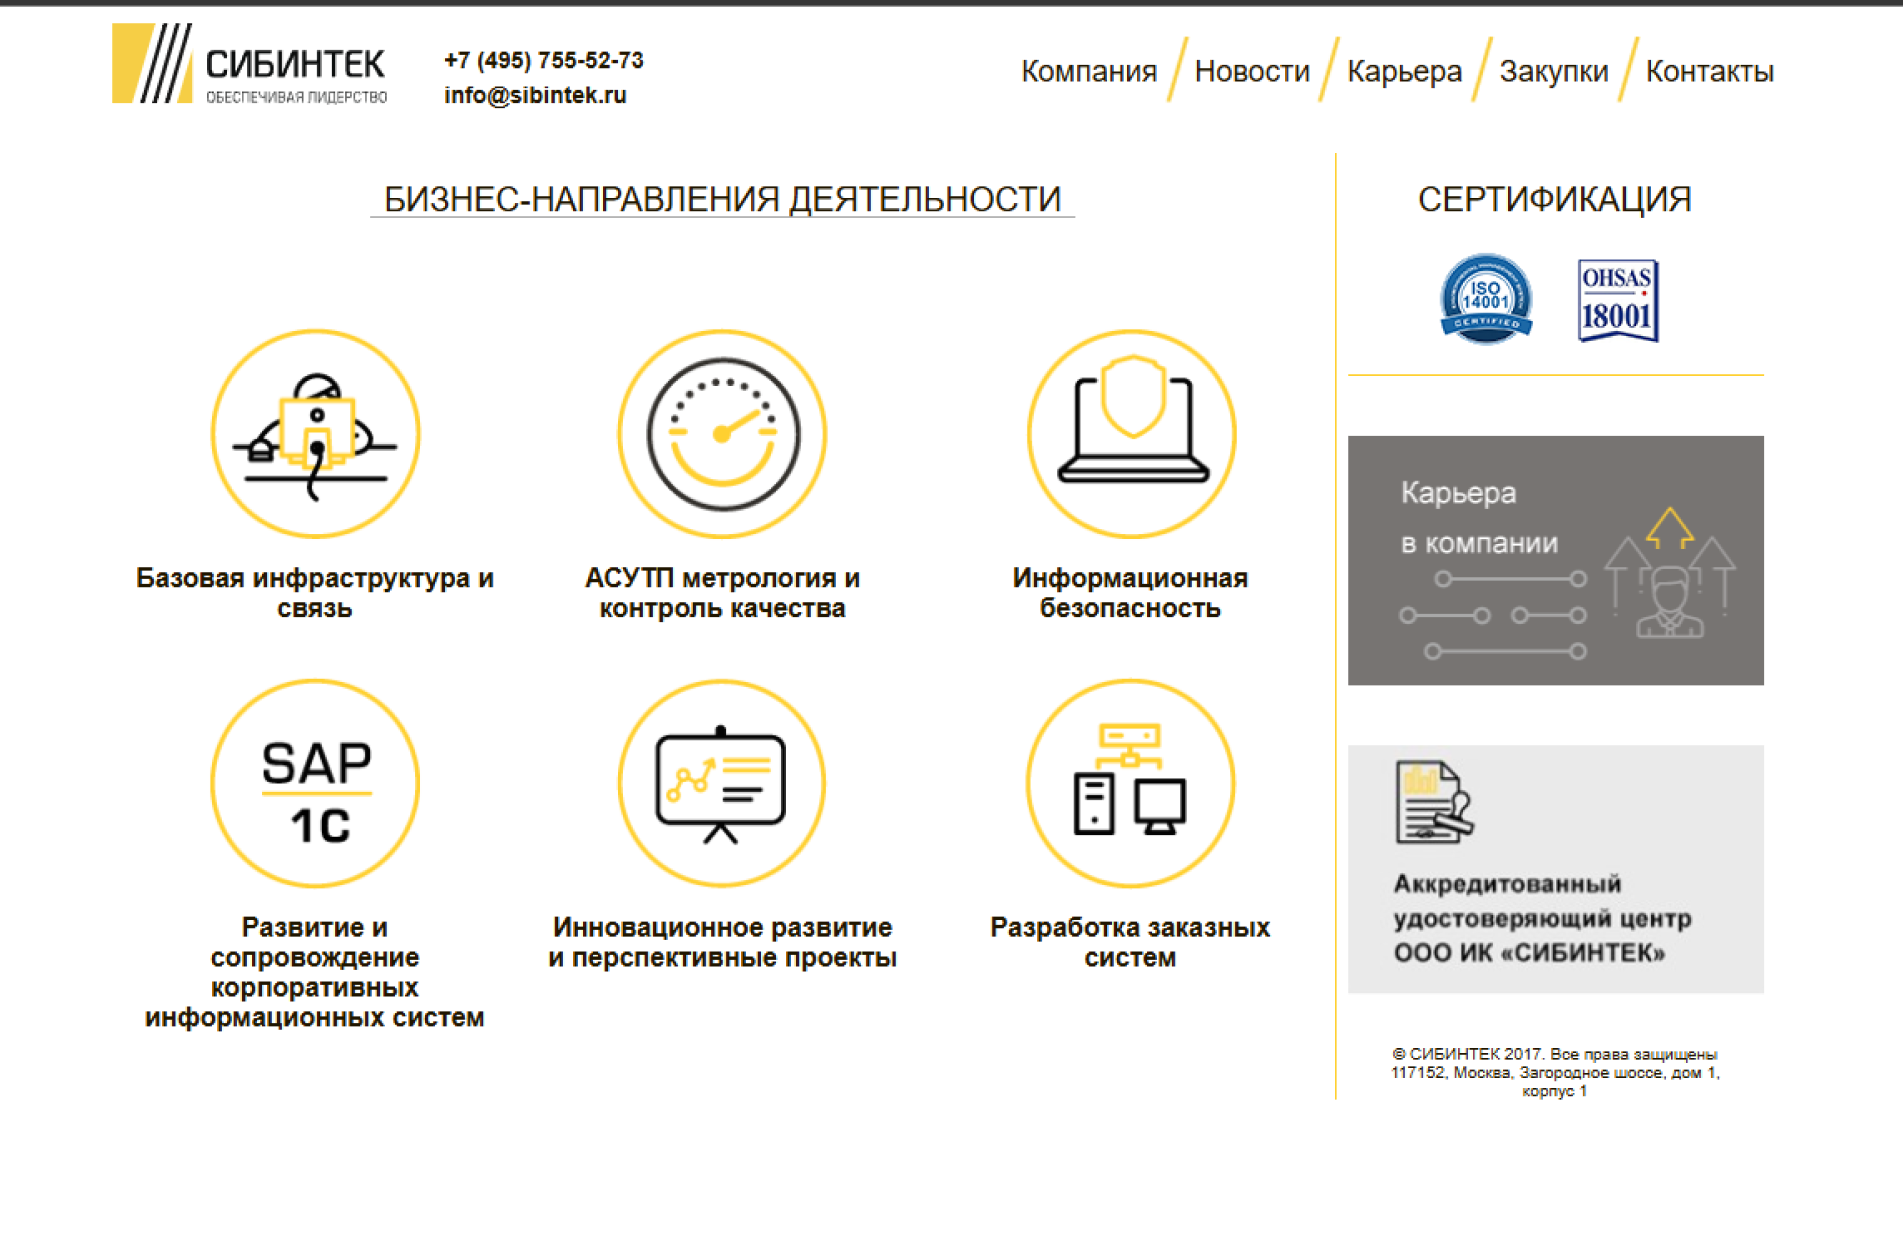 СИБИНТЕК
ОБЕСПЕЧИВАЯ ЛИДЕРСТВО
+7 (495) 755-52-73
info@sibintek.ru
Компания
Новости
Карьера
Закупки
Контакты
БИЗНЕС-НАПРАВЛЕНИЯ ДЕЯТЕЛЬНОСТИ
Базовая инфраструктура и
связь
АСУТП метрология и
контроль качества
Информационная
безопасность
SAP
1С
Развитие и
сопровождение
корпоративных
информационных систем
Инновационное развитие
и перспективные проекты
Разработка заказных
систем
СЕРТИФИКАЦИЯ
ISO
14001
CERTIFIED
OHSAS
18001
Карьера
в компании
Аккредитованный
удостоверяющий центр
ООО ИК «СИБИНТЕК»
© СИБИНТЕК 2017. Все права защищены
117152, Москва, Загородное шоссе, дом 1,
корпус 1